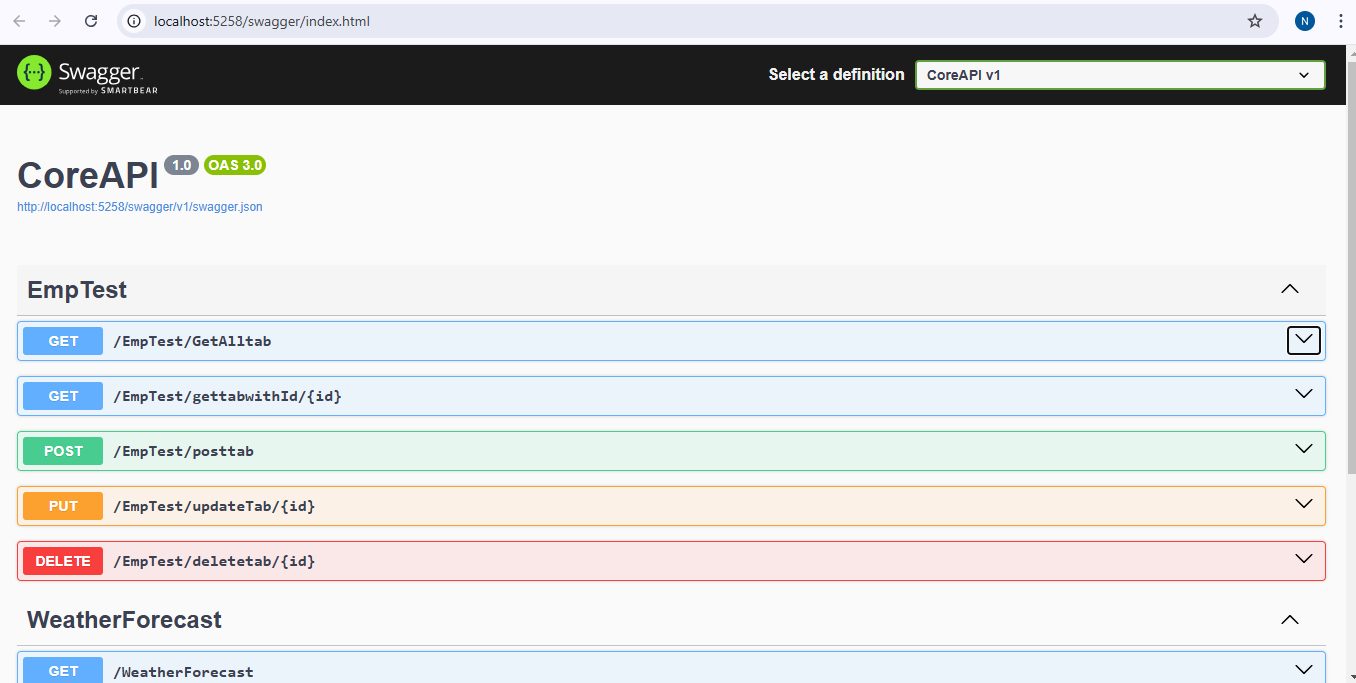 localhost:5258/swagger/index.html
N
Swagger
Supported by SMARTBEAR
Select a definition
CoreAPI v1
CoreAPI 1.0 OAS 3.0
http://localhost:5258/swagger/v1/swagger.json
EmpTest
GET /EmpTest/GetAlltab
GET /EmpTest/gettabwithId/{id}
POST /EmpTest/posttab
PUT /EmpTest/updateTab/{id}
DELETE /EmpTest/deletetab/{id}
WeatherForecast
GET /WeatherForecast